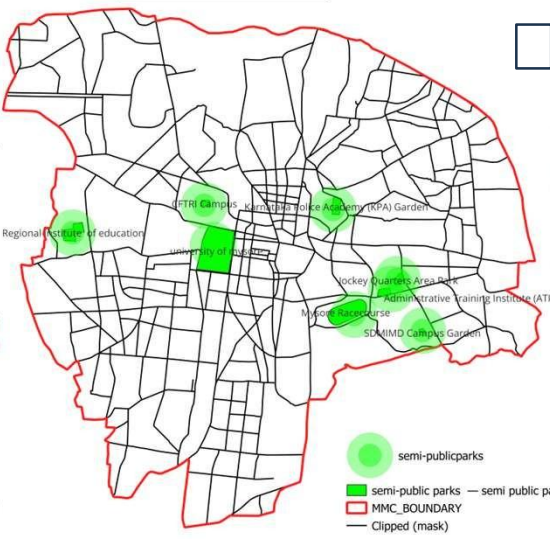 CFTRI Campus
Karnataka Police Academy (KPA) Garden
Regional Institute of education
university of mysore
Jockey Quarters Area Park
Administrative Training Institute (ATI
Mysore Racecourse
SDMIMD Campus Garden
semi-publicparks
semi-public parks — semi public pa
MMC_BOUNDARY
Clipped (mask)